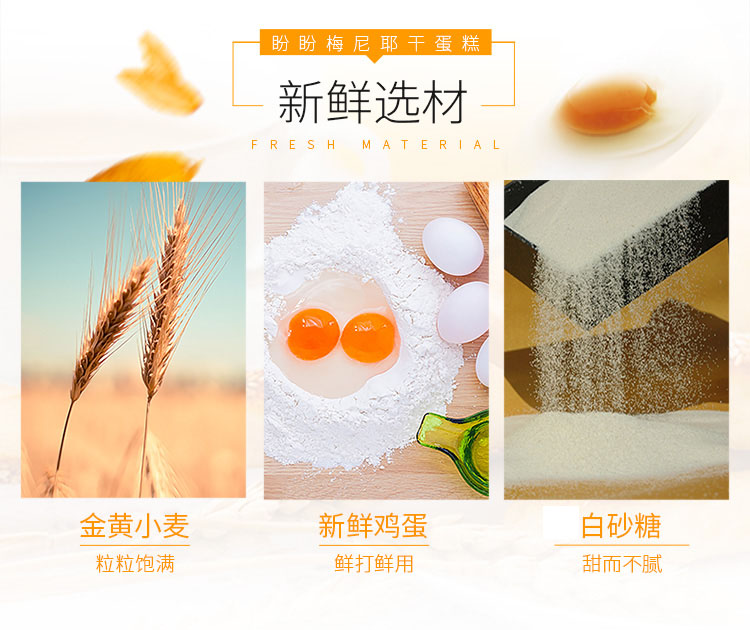 盼盼梅尼耶干蛋糕
新鲜选材
FRESH MATERIAL
金黄小麦
粒粒饱满
新鲜鸡蛋
鲜打鲜用
白砂糖
甜而不腻